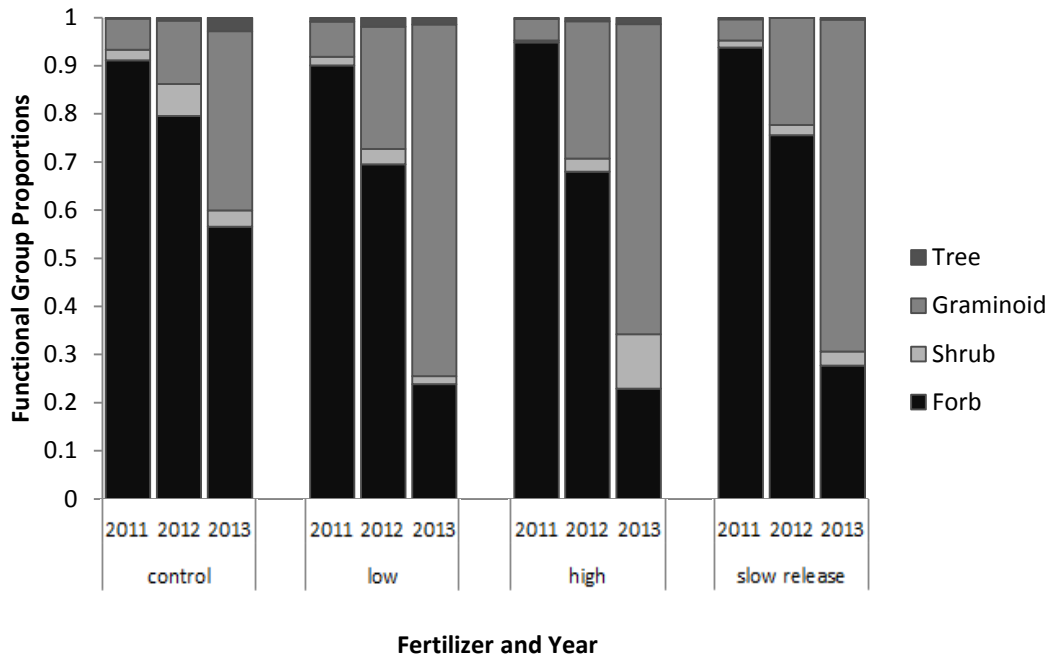 Functional Group Proportions
1
0.9
0.8
0.7
0.6
0.5
0.4
0.3
0.2
0.1
0
2011 2012 2013 2011 2012 2013 2011 2012 2013 2011 2012 2013
control low high slow release
Fertilizer and Year
Tree
Graminoid
Shrub
Forb